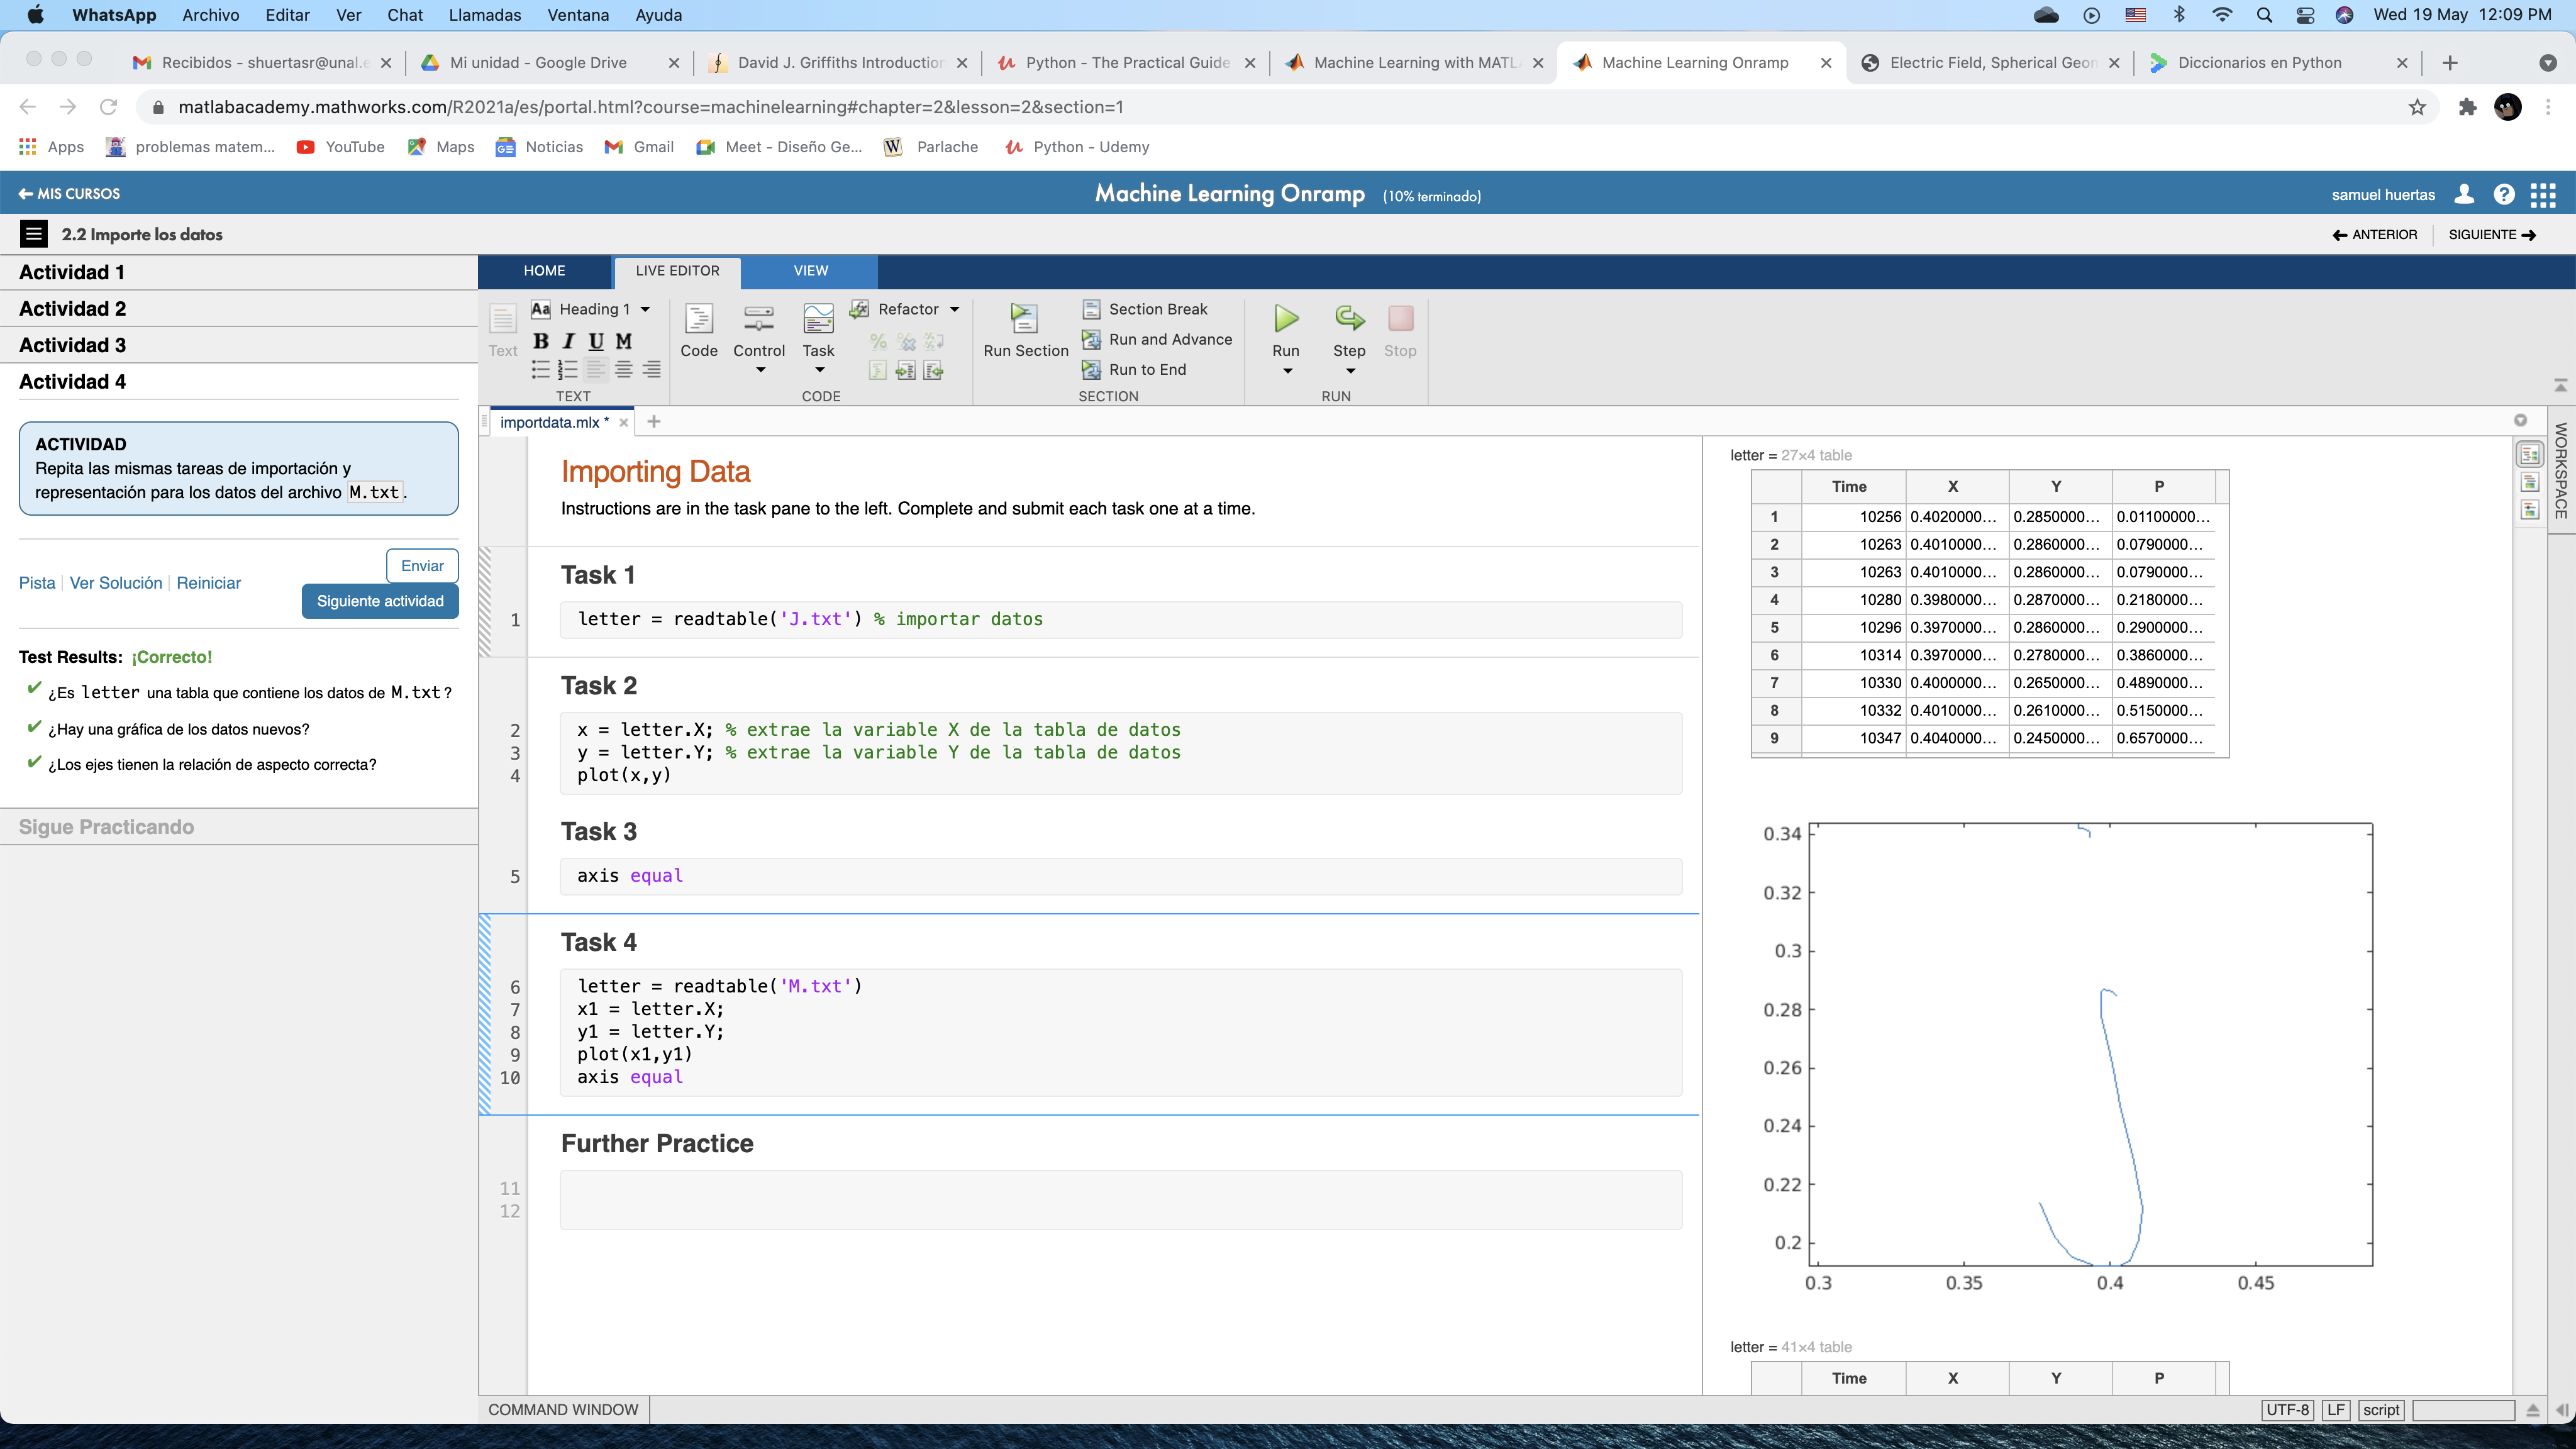 WhatsApp Archivo Editar Ver Chat Llamadas Ventana Ayuda Wed 19 May 12:09 PM
Recibidos - shuertasr@unal.e Mi unidad - Google Drive David J. Griffiths Introduction Python - The Practical Guide Machine Learning with MATL Machine Learning Onramp Electric Field, Spherical Geom Diccionarios en Python
matlabacademy.mathworks.com/R2021a/es/portal.html?course=machinelearning#chapter=2&lesson=2&section=1
Apps problemas matem... YouTube Maps Noticias Gmail Meet - Diseño Ge... Parlache Python - Udemy
MIS CURSOS Machine Learning Onramp (10% terminado) samuel huertas
2.2 Importe los datos ANTERIOR SIGUIENTE
Actividad 1
Actividad 2
Actividad 3
Actividad 4
ACTIVIDAD
Repita las mismas tareas de importación y
representación para los datos del archivo M.txt.
Enviar
Pista Ver Solución Reiniciar
Siguiente actividad
Test Results: ¡Correcto!
¿Es letter una tabla que contiene los datos de M.txt?
¿Hay una gráfica de los datos nuevos?
¿Los ejes tienen la relación de aspecto correcta?
Sigue Practicando
HOME LIVE EDITOR VIEW
Text Aa Heading 1 B I U M
TEXT
Code Control Task Refactor
CODE
Run Section Section Break
Run and Advance
Run to End
SECTION
Run Step Stop
RUN
importdata.mlx *
Importing Data
Instructions are in the task pane to the left. Complete and submit each task one at a time.
Task 1
1 letter = readtable('J.txt') % importar datos
Task 2
2 x = letter.X; % extrae la variable X de la tabla de datos
3 y = letter.Y; % extrae la variable Y de la tabla de datos
4 plot(x,y)
Task 3
5 axis equal
Task 4
6 letter = readtable('M.txt')
7 x1 = letter.X;
8 y1 = letter.Y;
9 plot(x1,y1)
10 axis equal
Further Practice
11
12
letter = 27×4 table
Time X Y P
1 10256 0.4020000... 0.2850000... 0.01100000...
2 10263 0.4010000... 0.2860000... 0.0790000...
3 10263 0.4010000... 0.2860000... 0.0790000...
4 10280 0.3980000... 0.2870000... 0.2180000...
5 10296 0.3970000... 0.2860000... 0.2900000...
6 10314 0.3970000... 0.2780000... 0.3860000...
7 10330 0.4000000... 0.2650000... 0.4890000...
8 10332 0.4010000... 0.2610000... 0.5150000...
9 10347 0.4040000... 0.2450000... 0.6570000...
0.34
0.32
0.3
0.28
0.26
0.24
0.22
0.2
0.3 0.35 0.4 0.45
letter = 41×4 table
Time X Y P
WORKSPACE
COMMAND WINDOW UTF-8 LF script